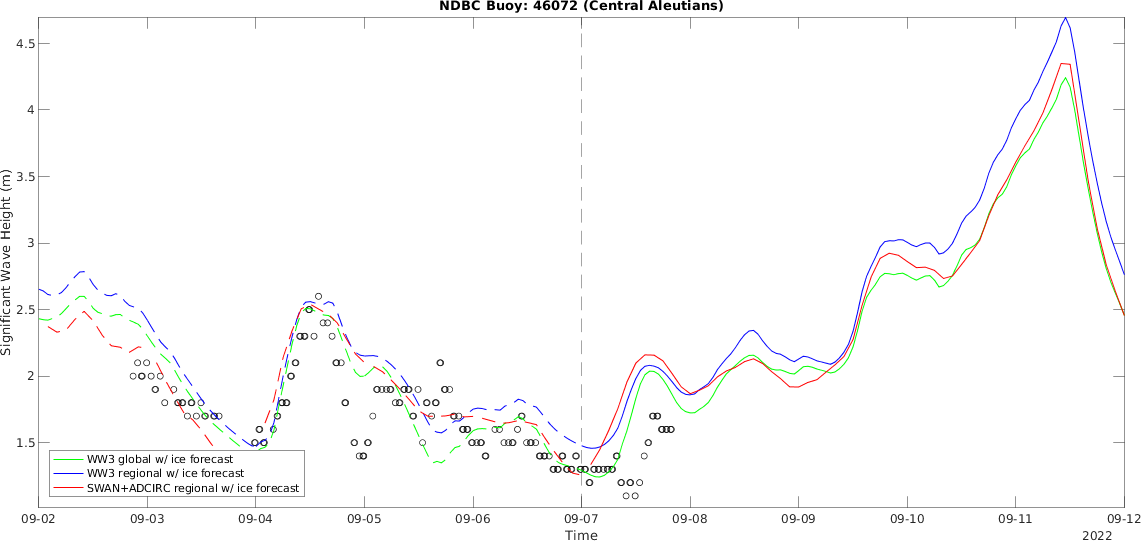 NDBC Buoy: 46072 (Central Aleutians)
Significant Wave Height (m)
4.5
4
3.5
3
2.5
2
1.5
WW3 global w/ ice forecast
WW3 regional w/ ice forecast
SWAN+ADCIRC regional w/ ice forecast
09-02 09-03 09-04 09-05 09-06 09-07 09-08 09-09 09-10 09-11 09-12
Time
2022